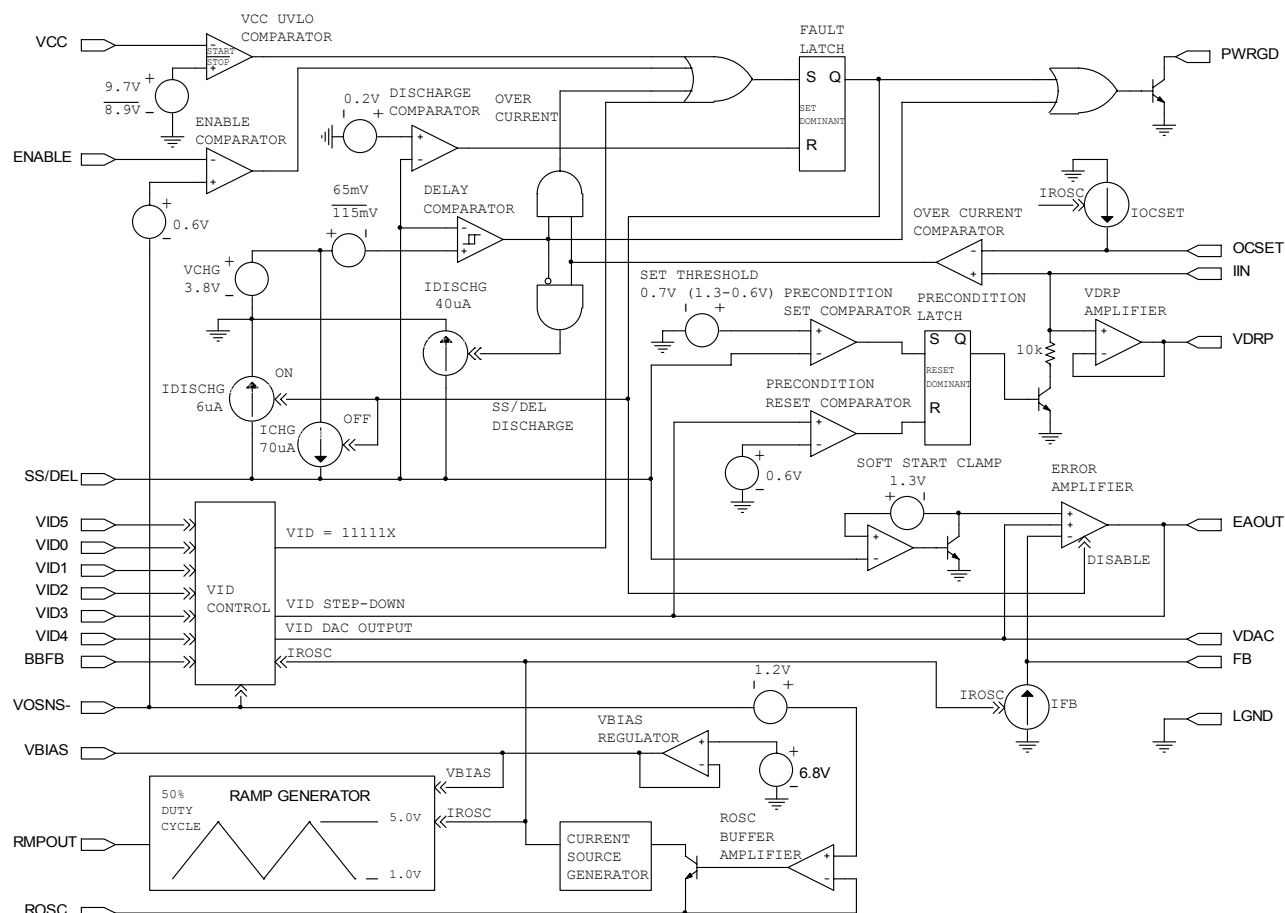 VCC UVLO
COMPARATOR
VCC
-
START
STOP
+
9.7V
8.9V
+
-
FAULT
LATCH
S Q
SET
DOMINANT
R
PWRGD
0.2V
- +
DISCHARGE
COMPARATOR
+
-
OVER
CURRENT
ENABLE
COMPARATOR
ENABLE
-
+
+
0.6V
-
65mV
115mV
+ -
DELAY
COMPARATOR
-
+
IROSC
IOCSET
OVER CURRENT
COMPARATOR
-
+
OCSET
IIN
VCHG
3.8V
+
-
IDISCHG
40uA
SET THRESHOLD
0.7V (1.3-0.6V)
- +
PRECONDITION
SET COMPARATOR
+
-
PRECONDITION
LATCH
S Q
RESET
DOMINANT
R
VDRP
AMPLIFIER
+
-
10k
VDRP
IDISCHG
6uA
ON
ICHG
70uA
OFF
SS/DEL
DISCHARGE
PRECONDITION
RESET COMPARATOR
+
-
+
0.6V
-
SS/DEL
SOFT START CLAMP
1.3V
+ -
+
-
ERROR
AMPLIFIER
+
+
-
DISABLE
EAOUT
VID5
VID0
VID1
VID2
VID3
VID4
BBFB
VID
CONTROL
VID = 11111X
VID STEP-DOWN
VID DAC OUTPUT
IROSC
VDAC
FB
IROSC
IFB
VOSNS-
1.2V
- +
LGND
VBIAS
VBIAS
REGULATOR
+
-
+
6.8V
-
VBIAS
IROSC
50%
DUTY
CYCLE
RAMP GENERATOR
5.0V
1.0V
RMPOUT
CURRENT
SOURCE
GENERATOR
ROSC
BUFFER
AMPLIFIER
+
-
ROSC